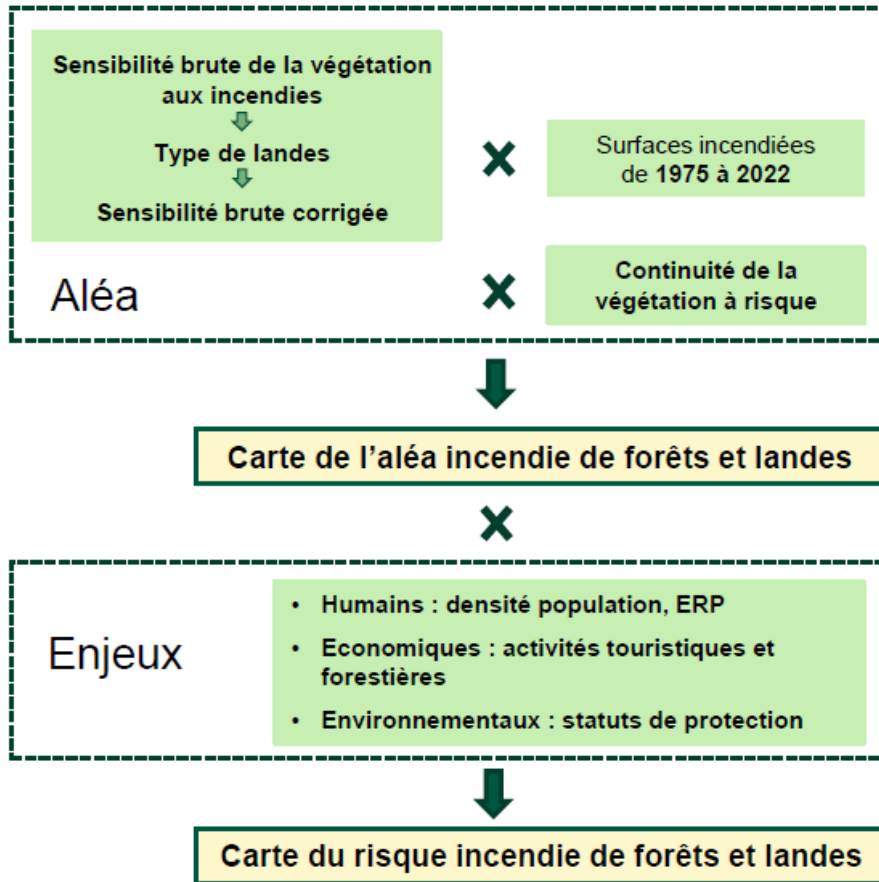 Sensibilité brute de la végétation
aux incendies
Type de landes
Sensibilité brute corrigée
Surfaces incendiées
de 1975 à 2022
Aléa
Continuité de la
végétation à risque
Carte de l'aléa incendie de forêts et landes
Enjeux
• Humains : densité population, ERP
• Economiques : activités touristiques et
forestières
• Environnementaux : statuts de protection
Carte du risque incendie de forêts et landes